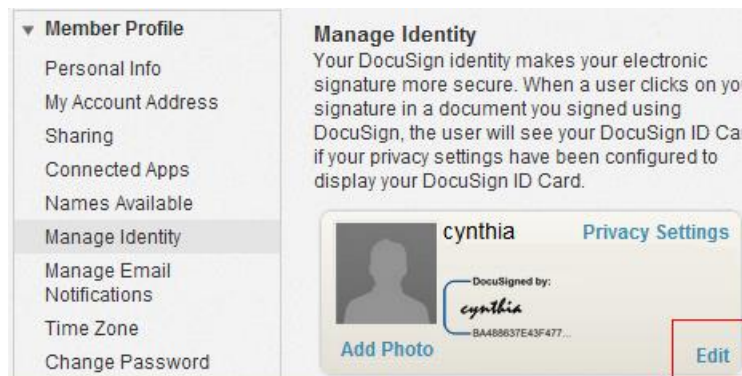 Member Profile
Personal Info
My Account Address
Sharing
Connected Apps
Names Available
Manage Identity
Manage Email
Notifications
Time Zone
Change Password
Manage Identity
Your DocuSign identity makes your electronic
signature more secure. When a user clicks on you
signature in a document you signed using
DocuSign, the user will see your DocuSign ID Ca
if your privacy settings have been configured to
display your DocuSign ID Card.
cynthia
Privacy Settings
DocuSigned by:
cynthia
BA488637E43F477...
Add Photo
Edit